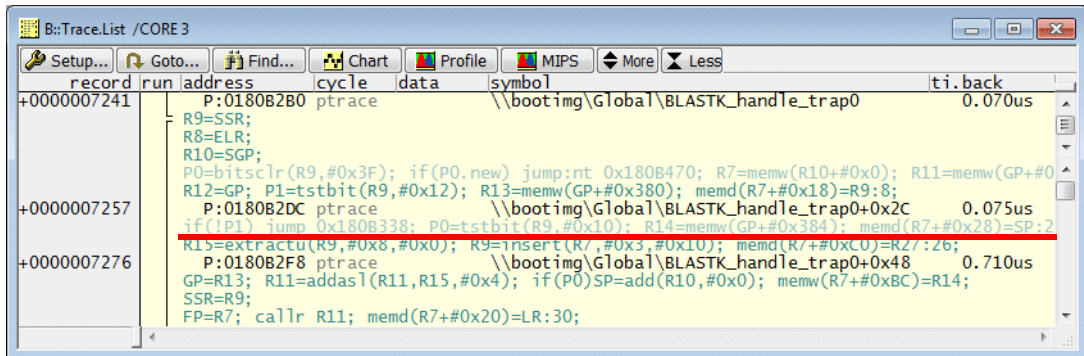 B::Trace.List /CORE 3
Setup... Goto... Find... Chart Profile MIPS More Less
record run address cycle data symbol ti.back
+0000007241 P:0180B2B0 ptrace \\bootimg\Global\BLASTK_handle_trap0 0.070us
R9=SSR;
R8=ELR;
R10=SGP;
P0=bitsclr(R9,#0x3F); if(P0.new) jump:nt 0x180B470; R7=memw(R10+#0x0); R11=memw(GP+#0
R12=GP; P1=tstbit(R9,#0x12); R13=memw(GP+#0x380); memd(R7+#0x18)=R9:8;
+0000007257 P:0180B2DC ptrace \\bootimg\Global\BLASTK_handle_trap0+0x2C 0.075us
if(!P1) jump 0x180B338; P0=tstbit(R9,#0x10); R14=memw(GP+#0x384); memd(R7+#0x28)=SP:2
R15=extractu(R9,#0x8,#0x0); R9=insert(R7,#0x3,#0x10); memd(R7+#0xC0)=R27:26;
+0000007276 P:0180B2F8 ptrace \\bootimg\Global\BLASTK_handle_trap0+0x48 0.710us
GP=R13; R11=addasl(R11,R15,#0x4); if(P0)SP=add(R10,#0x0); memw(R7+#0xBC)=R14;
SSR=R9;
FP=R7; callr R11; memd(R7+#0x20)=LR:30;